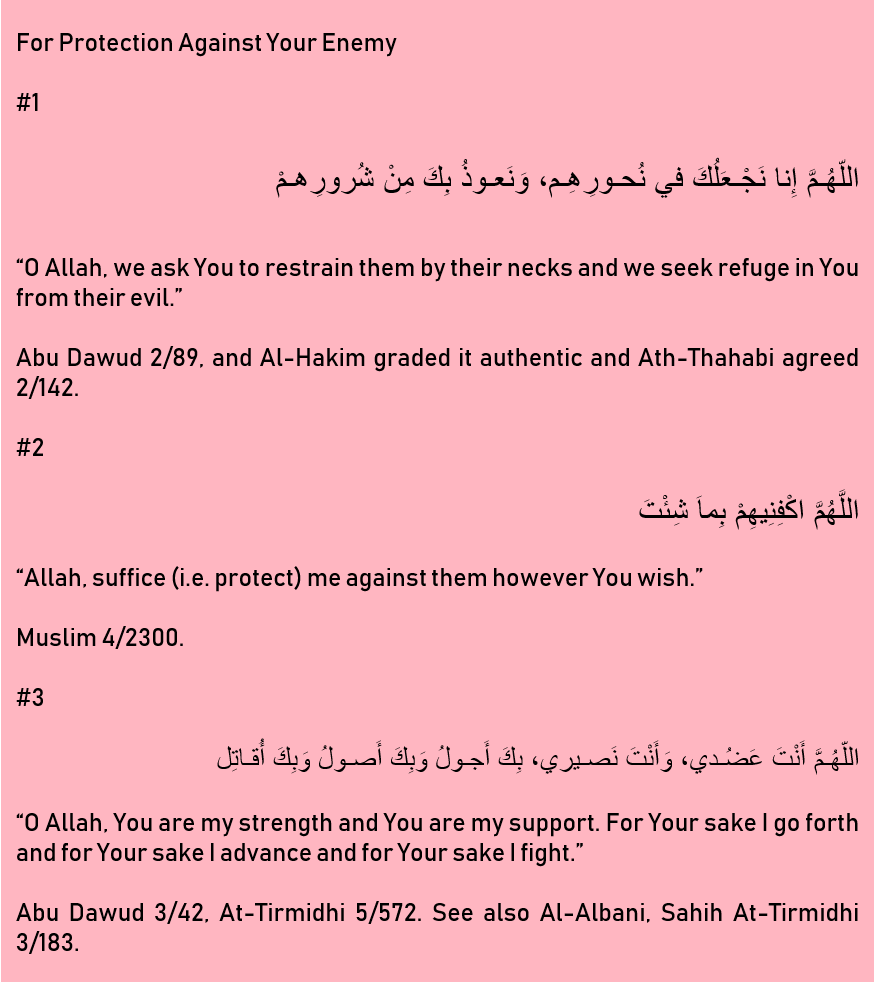 For Protection Against Your Enemy
#1
اللّهُـمَّ إِنا نَجْـعَلُكَ في نُحـورِهِـم، وَنَعـوذُ بِكَ مِنْ شُرورِهـمْ
“O Allah, we ask You to restrain them by their necks and we seek refuge in You
from their evil.”
Abu Dawud 2/89, and Al-Hakim graded it authentic and Ath-Thahabi agreed
2/142.
#2
اللَّهُمَّ اكْفِنِيهِمْ بِماَ شِئْتَ
“Allah, suffice (i.e. protect) me against them however You wish.”
Muslim 4/2300.
#3
اللّهُـمَّ أَنْتَ عَضُـدي، وَأَنْتَ نَصـيري، بِكَ أَجـولُ وَبِكَ أَصـولُ وَبِكَ أُقـاتِل
“O Allah, You are my strength and You are my support. For Your sake I go forth
and for Your sake I advance and for Your sake I fight.”
Abu Dawud 3/42, At-Tirmidhi 5/572. See also Al-Albani, Sahih At-Tirmidhi
3/183.